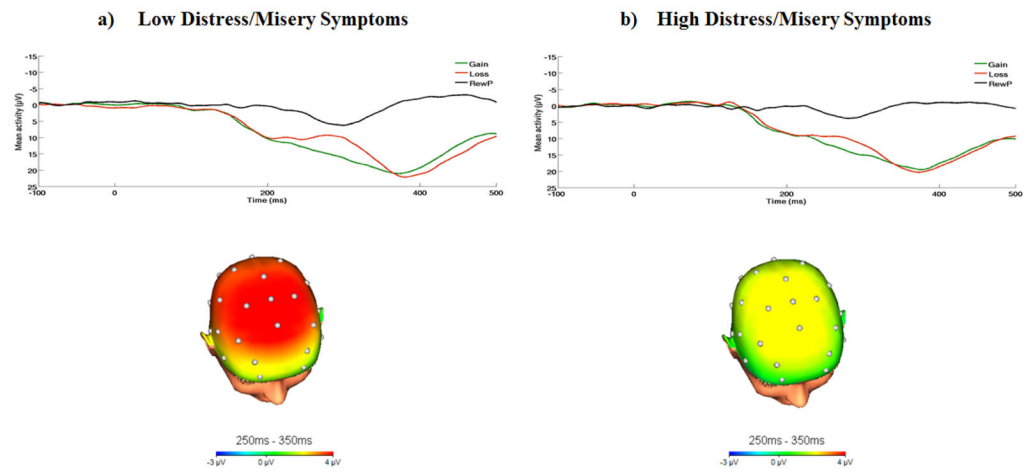 a) Low Distress/Misery Symptoms
-15
-10
-5
0
5
10
15
20
25
Mean activity (µV)
Gain
Loss
RewP
-100
0
200
400
500
Time (ms)
250ms - 350ms
-3 µV
0 µV
4 µV
b) High Distress/Misery Symptoms
-15
-10
-5
0
5
10
15
20
25
Mean activity (µV)
Gain
Loss
RewP
-100
0
200
400
500
Time (ms)
250ms - 350ms
-3 µV
0 µV
4 µV